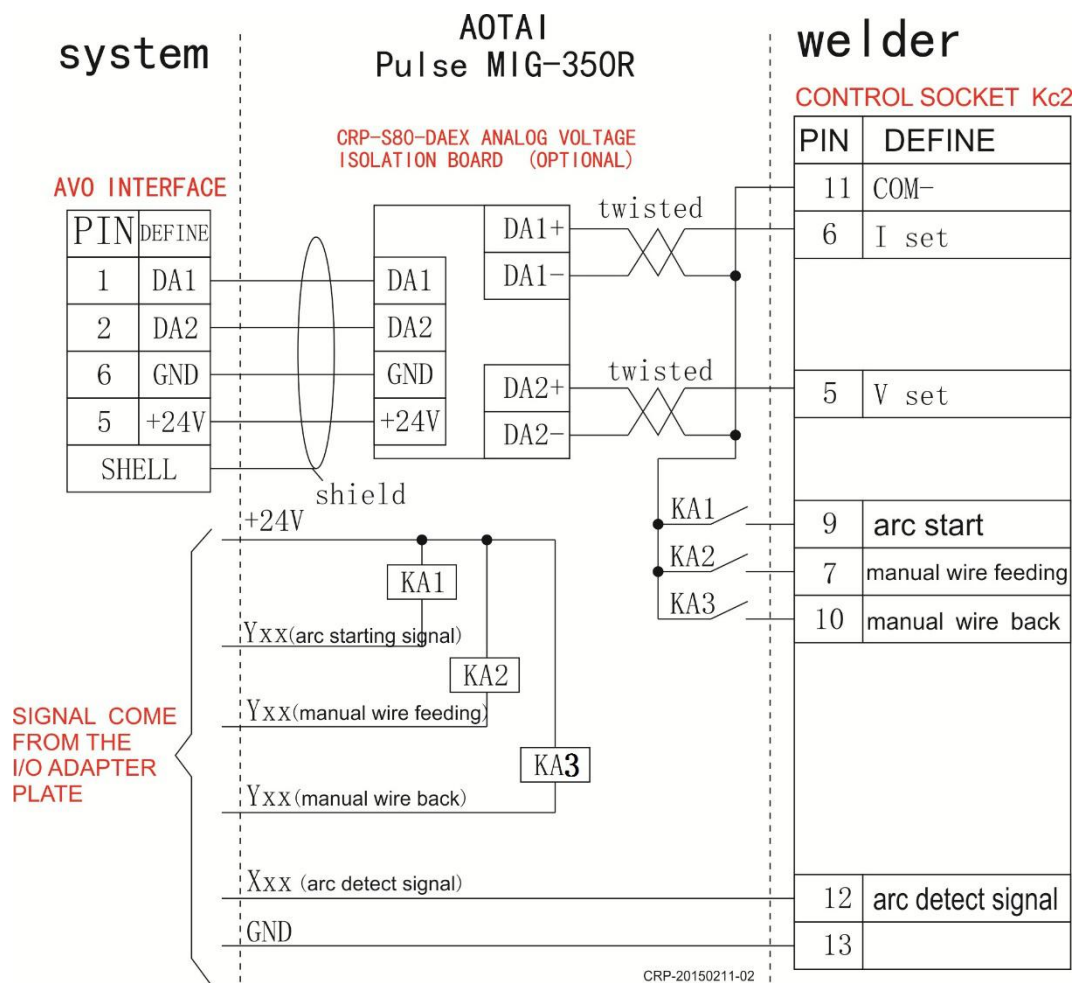 system
AOTAI
Pulse MIG-350R
welder
CONTROL SOCKET Kc2
CRP-S80-DAEX ANALOG VOLTAGE
ISOLATION BOARD (OPTIONAL)
AVO INTERFACE
PIN DEFINE
1 DA1
2 DA2
6 GND
5 +24V
SHELL
shield
DA1
DA2
GND
+24V
DA1+
DA1-
DA2+
DA2-
twisted
twisted
PIN DEFINE
11 COM-
6 I set
5 V set
KA1
9 arc start
KA2
7 manual wire feeding
KA3
10 manual wire back
12 arc detect signal
13
+24V
KA1
Yxx(arc starting signal)
KA2
Yxx(manual wire feeding)
KA3
Yxx(manual wire back)
Xxx (arc detect signal)
GND
SIGNAL COME
FROM THE
I/O ADAPTER
PLATE
CRP-20150211-02